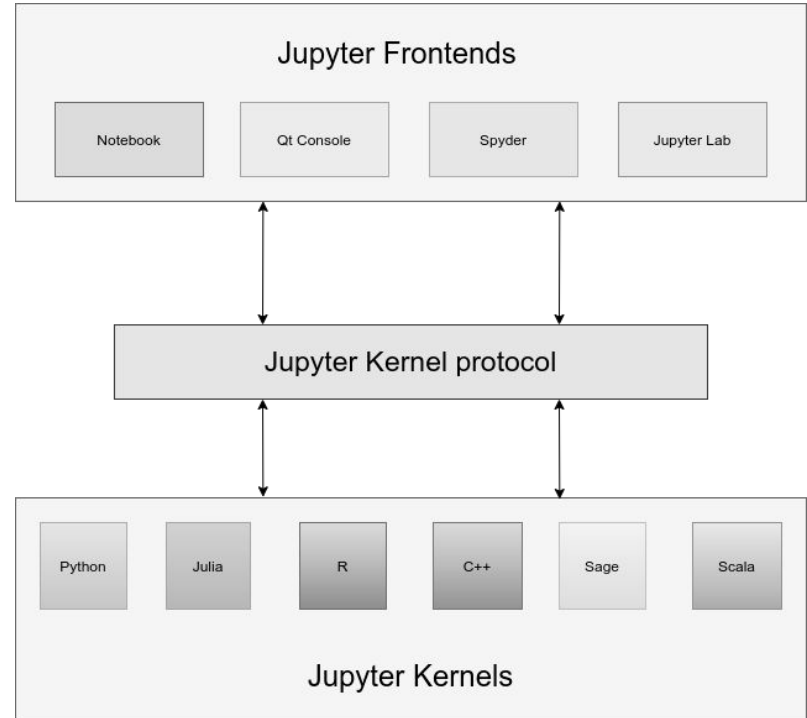 Jupyter Frontends
Notebook
Qt Console
Spyder
Jupyter Lab
Jupyter Kernel protocol
Python
Julia
R
C++
Sage
Scala
Jupyter Kernels